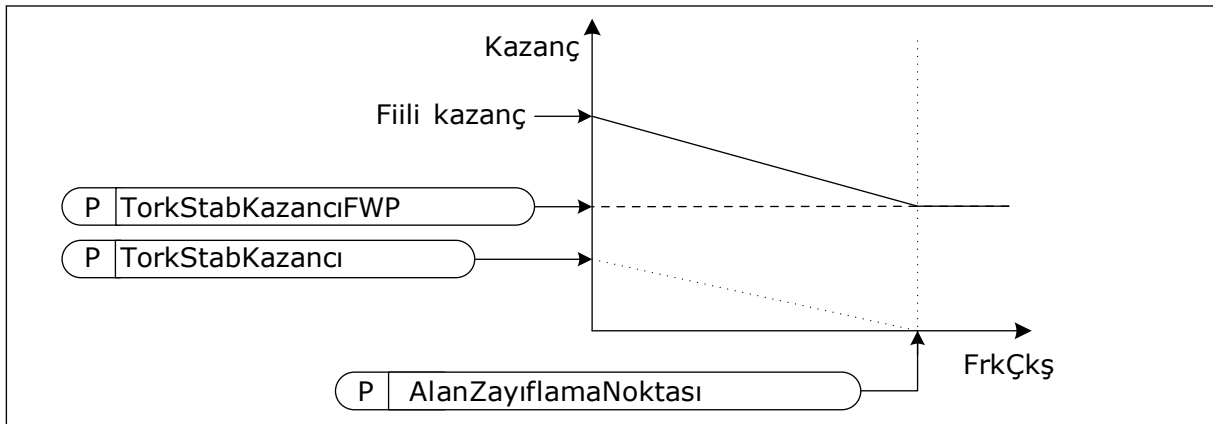 Kazanç
Fiili kazanç
P TorkStabKazancıFWP
P TorkStabKazancı
FrkÇkş
P AlanZayıflamaNoktası